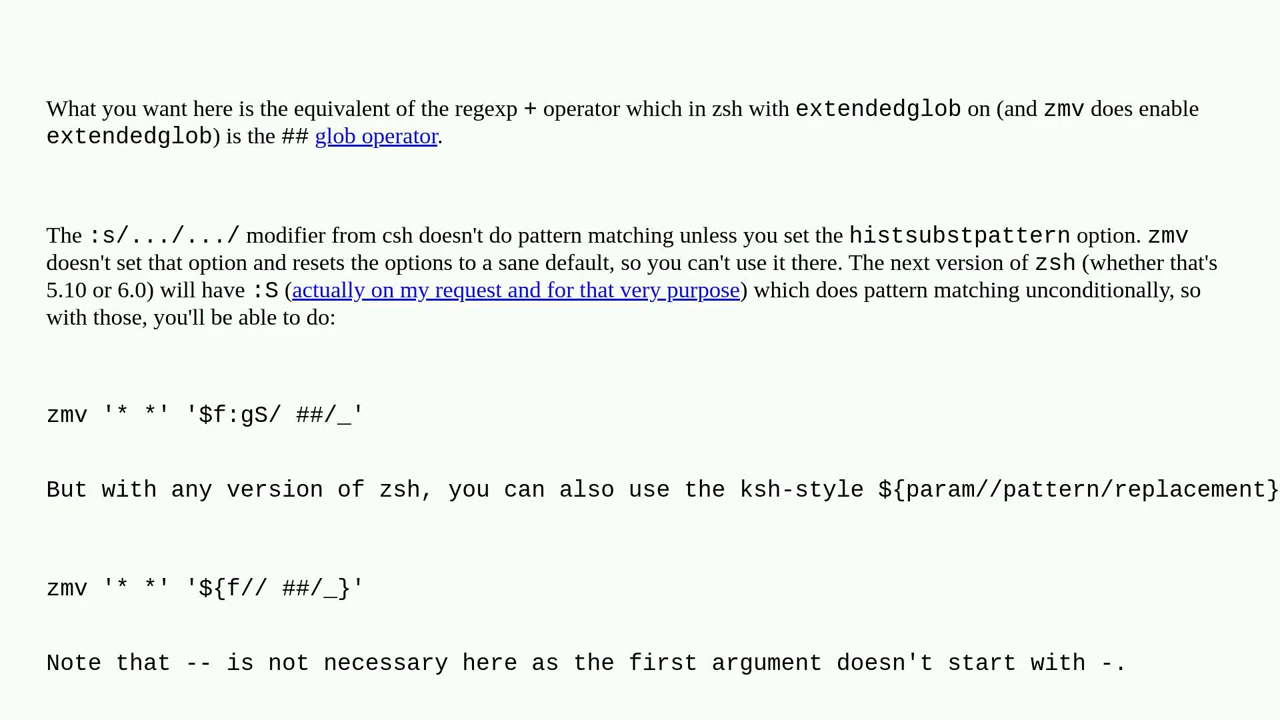 What you want here is the equivalent of the regexp + operator which in zsh with extendedglob on (and zmv does enable
extendedglob) is the ## glob operator.
The :s/.../.../ modifier from csh doesn't do pattern matching unless you set the histsubstpattern option. zmv
doesn't set that option and resets the options to a sane default, so you can't use it there. The next version of zsh (whether that's
5.10 or 6.0) will have :S (actually on my request and for that very purpose) which does pattern matching unconditionally, so
with those, you'll be able to do:
zmv '* *' '$f:gS/ ##/_'
But with any version of zsh, you can also use the ksh-style ${param//pattern/replacement}
zmv '* *' '${f// ##/_}'
Note that -- is not necessary here as the first argument doesn't start with -.